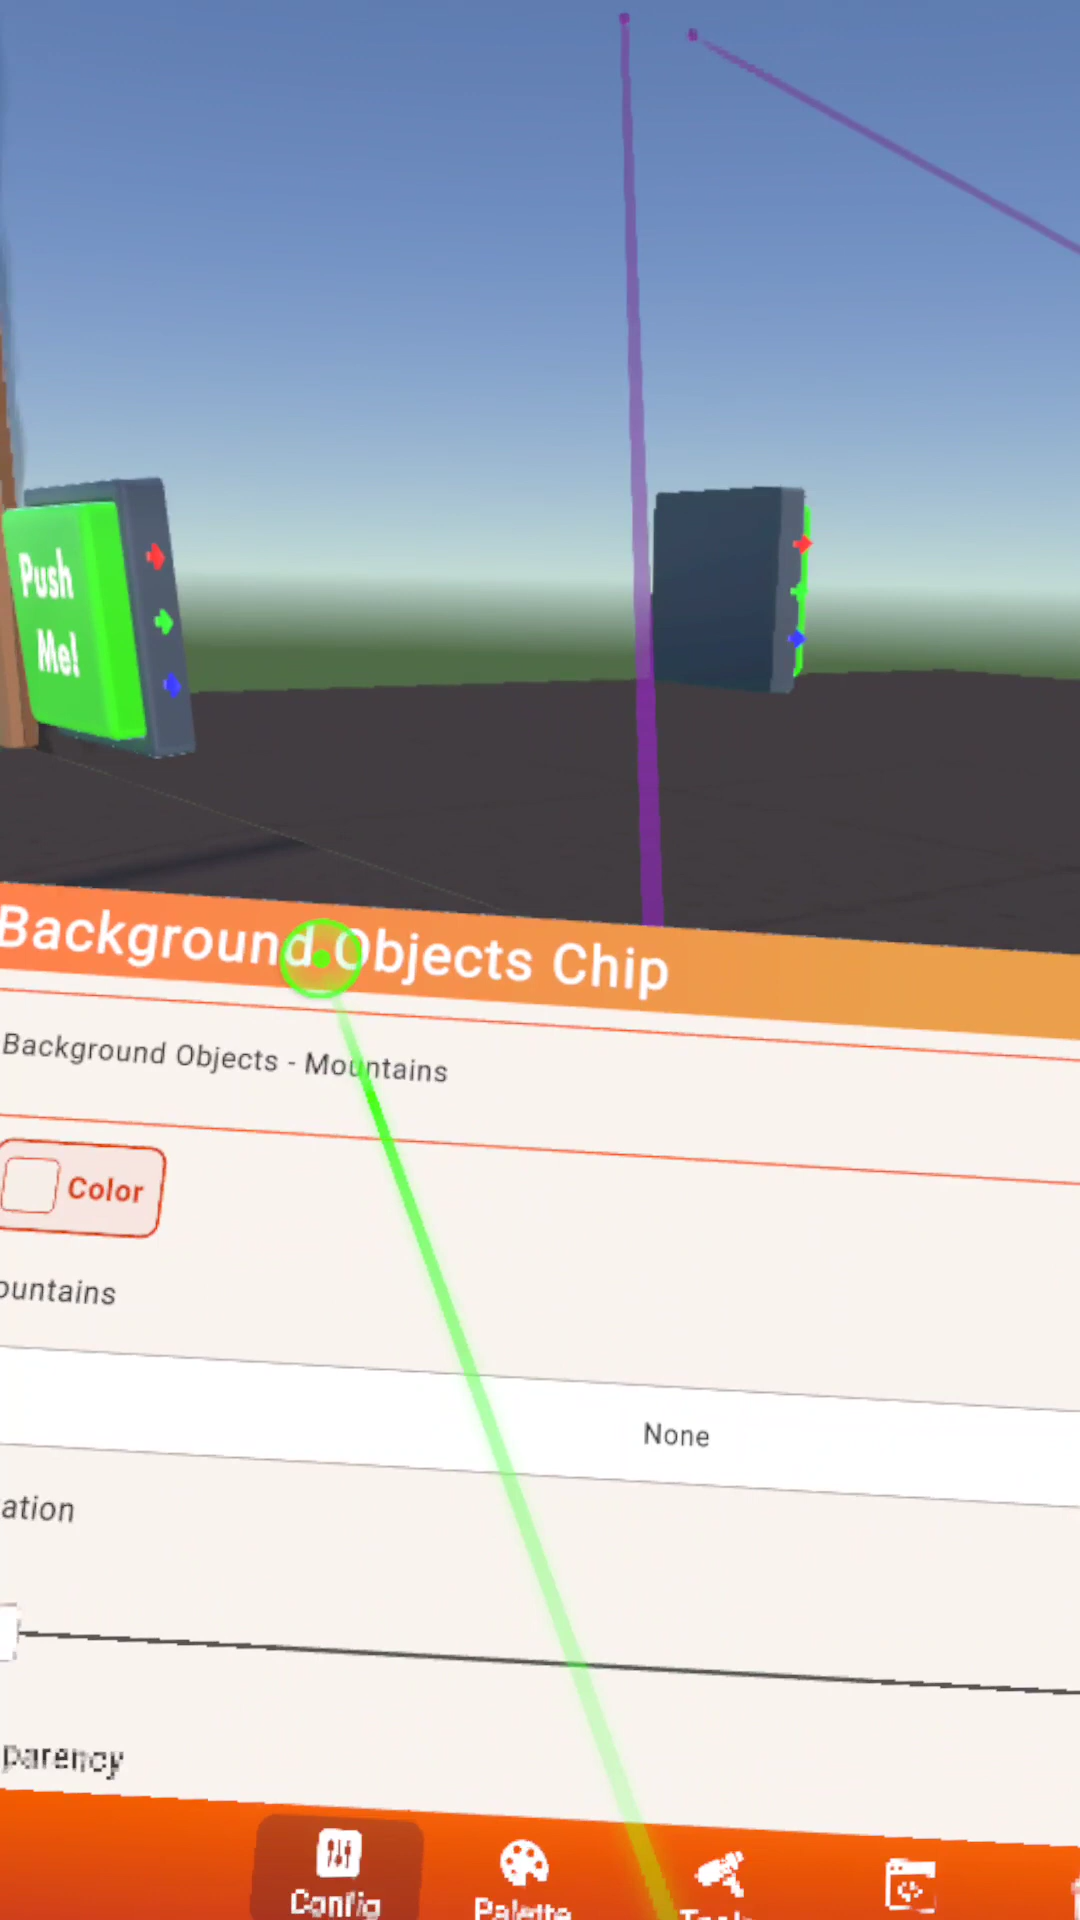 Push
Me!
Background Objects Chip
Background Objects - Mountains
Color
ountains
None
ation
parency
Config
Palette